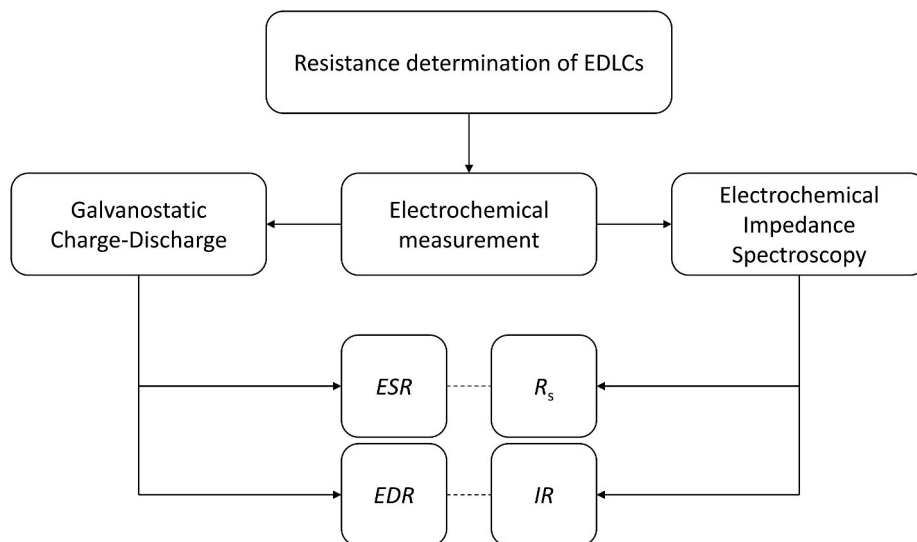 Resistance determination of EDLCs
Galvanostatic
Charge-Discharge
Electrochemical
measurement
Electrochemical
Impedance
Spectroscopy
ESR
Rs
EDR
IR